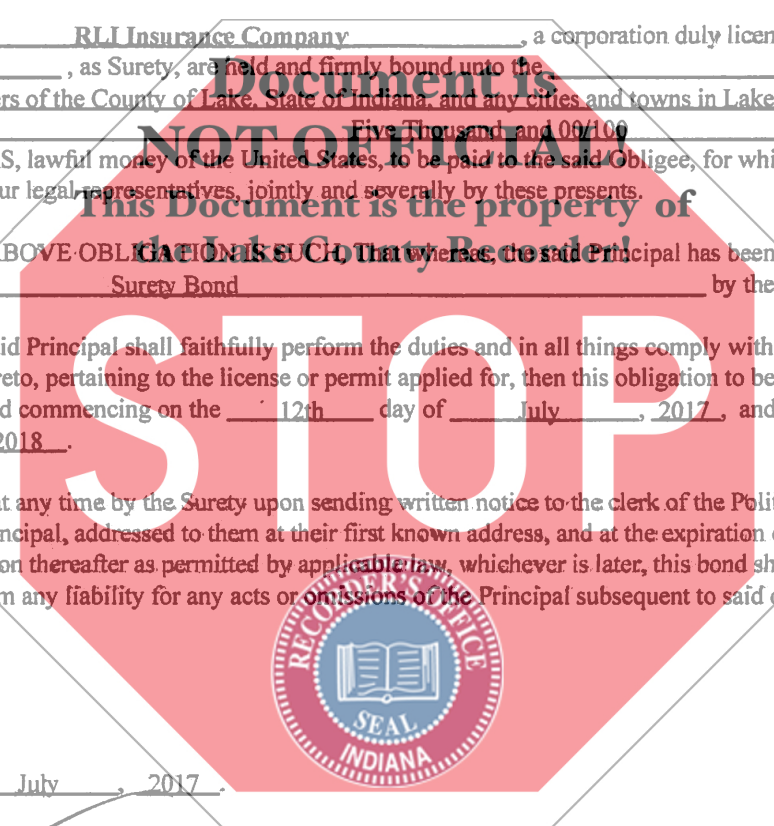 RLI Insurance Company, a corporation duly licen
, as Surety, are held and firmly bound unto the
Document is
ers of the County of Lake, State of Indiana, and any cities and towns in Lake
Five Thousand and 00/100
NOT OFFICIAL!
S, lawful money of the United States, to be paid to the said Obligee, for whi
ur legal representatives, jointly and severally by these presents.
This Document is the property of
the Lake County Recorder!
ABOVE OBLIGATION IS SUCH, That whereas, the said Principal has been
Surety Bond by the
id Principal shall faithfully perform the duties and in all things comply with
reto, pertaining to the license or permit applied for, then this obligation to be
d commencing on the 12th day of July, 2017, and
2018.
STOP
at any time by the Surety upon sending written notice to the clerk of the Polit
ncipal, addressed to them at their first known address, and at the expiration
on thereafter as permitted by applicable law, whichever is later, this bond sh
m any liability for any acts or omissions of the Principal subsequent to said
RECORDER'S OFFICE
SEAL
INDIANA
July, 2017.